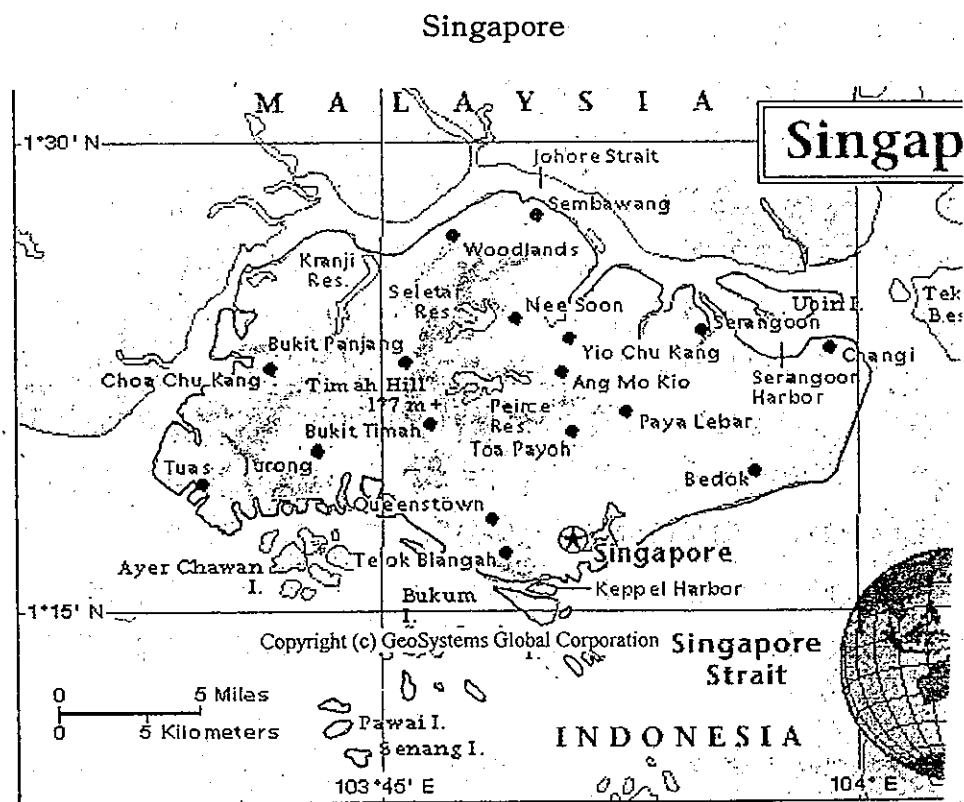 Singapore
MALAYSIA
1°30' N
Singap
Johore Strait
Sembawang
Woodlands
Kranji
Res.
Seletar
Res.
Nee Soon
Ubin I.
Tek
Bes
Serangoon
Bukit Panjang
Yio Chu Kang
Changi
Choa Chu Kang
Timah Hill
177 m +
Ang Mo Kio
Serangoon
Harbor
Peirce
Res.
Paya Lebar
Bukit Timah
Toa Payoh
Tuas
Jurong
Bedok
Queenstown
Singapore
Ayer Chawan
I.
Telok Blangah
Keppel Harbor
Bukum
I.
1°15' N
Copyright (c) GeoSystems Global Corporation
Singapore
Strait
0 5 Miles
0 5 Kilometers
Pawai I.
Senang I.
INDONESIA
103°45' E
104° E